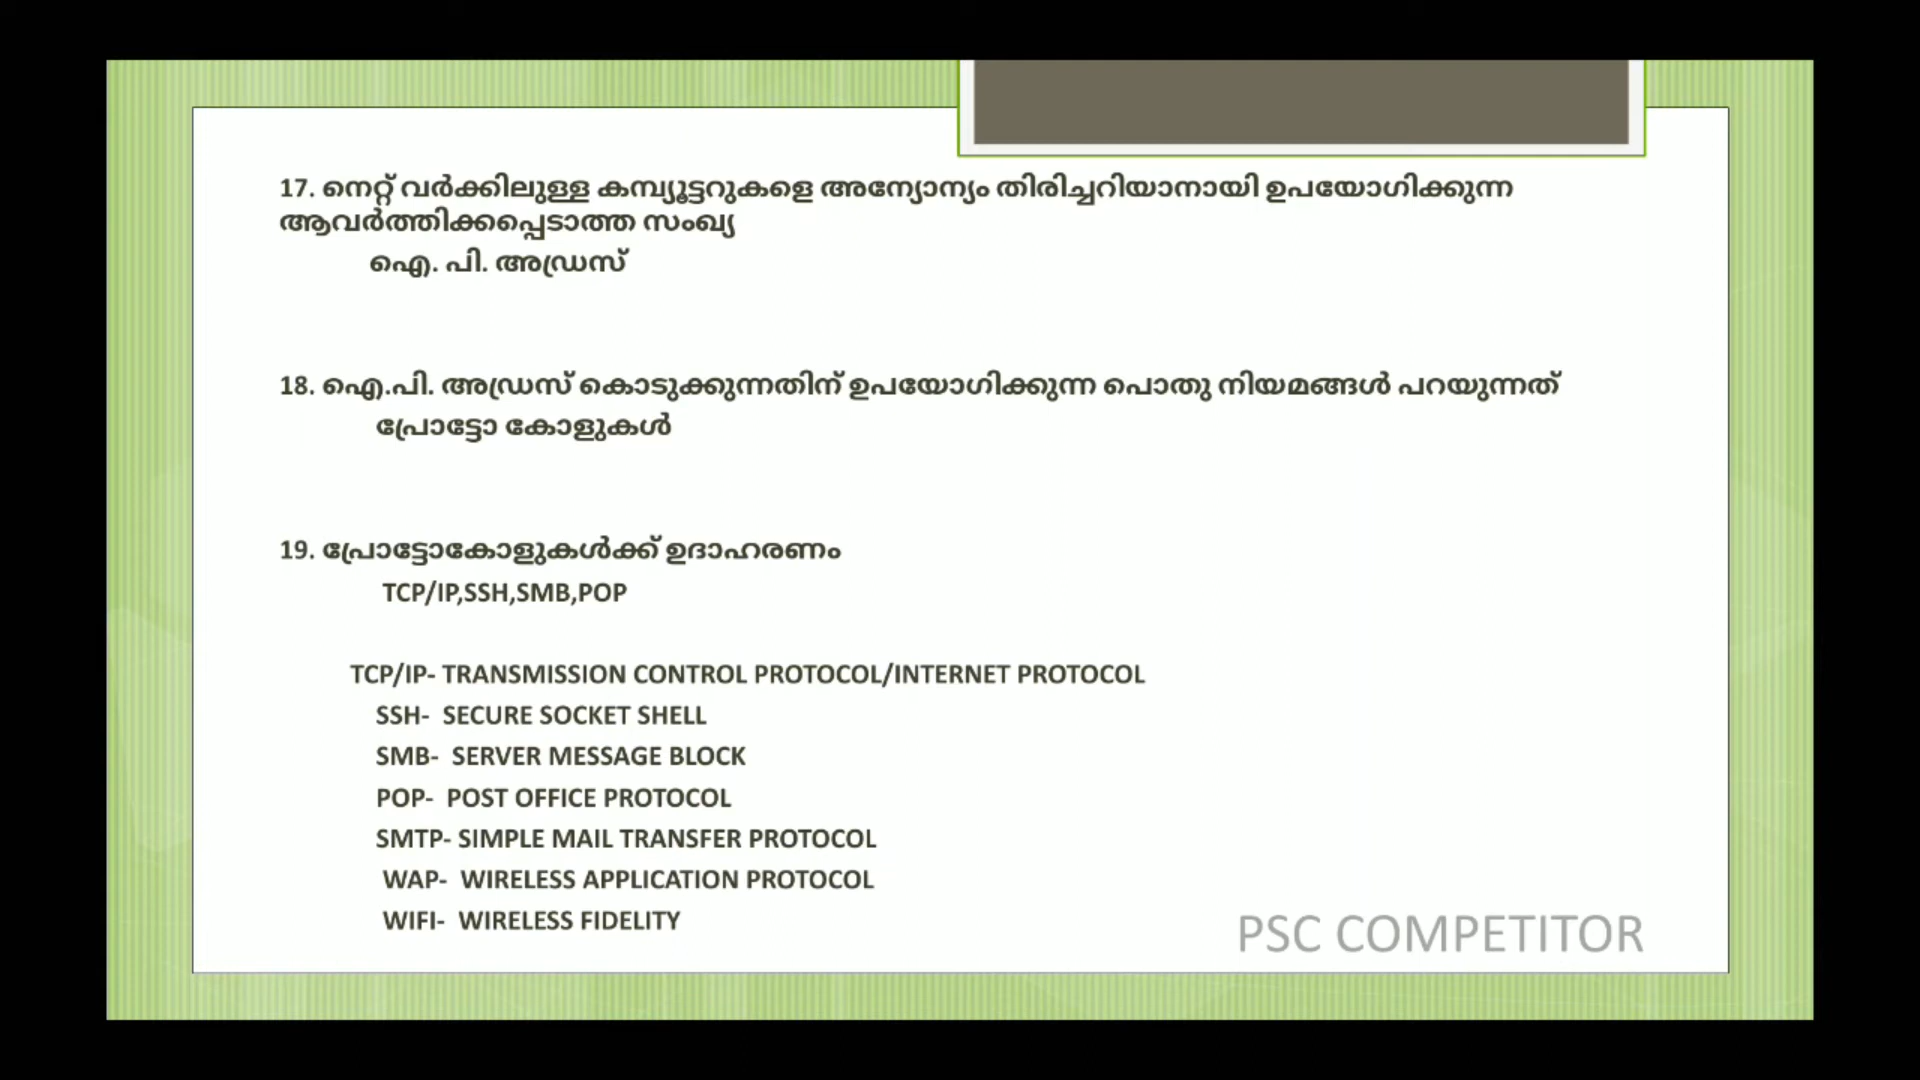 17. നെറ്റ് വർക്കിലുള്ള കമ്പ്യൂട്ടറുകളെ അന്യോന്യം തിരിച്ചറിയാനായി ഉപയോഗിക്കുന്ന
ആവർത്തിക്കപ്പെടാത്ത സംഖ്യ
ഐ. പി. അഡ്രസ്
18. ഐ.പി. അഡ്രസ് കൊടുക്കുന്നതിന് ഉപയോഗിക്കുന്ന പൊതു നിയമങ്ങൾ പറയുന്നത്
പ്രോട്ടോ കോളുകൾ
19. പ്രോട്ടോകോളുകൾക്ക് ഉദാഹരണം
TCP/IP,SSH,SMB,POP
TCP/IP- TRANSMISSION CONTROL PROTOCOL/INTERNET PROTOCOL
SSH- SECURE SOCKET SHELL
SMB- SERVER MESSAGE BLOCK
POP- POST OFFICE PROTOCOL
SMTP- SIMPLE MAIL TRANSFER PROTOCOL
WAP- WIRELESS APPLICATION PROTOCOL
WIFI- WIRELESS FIDELITY
PSC COMPETITOR